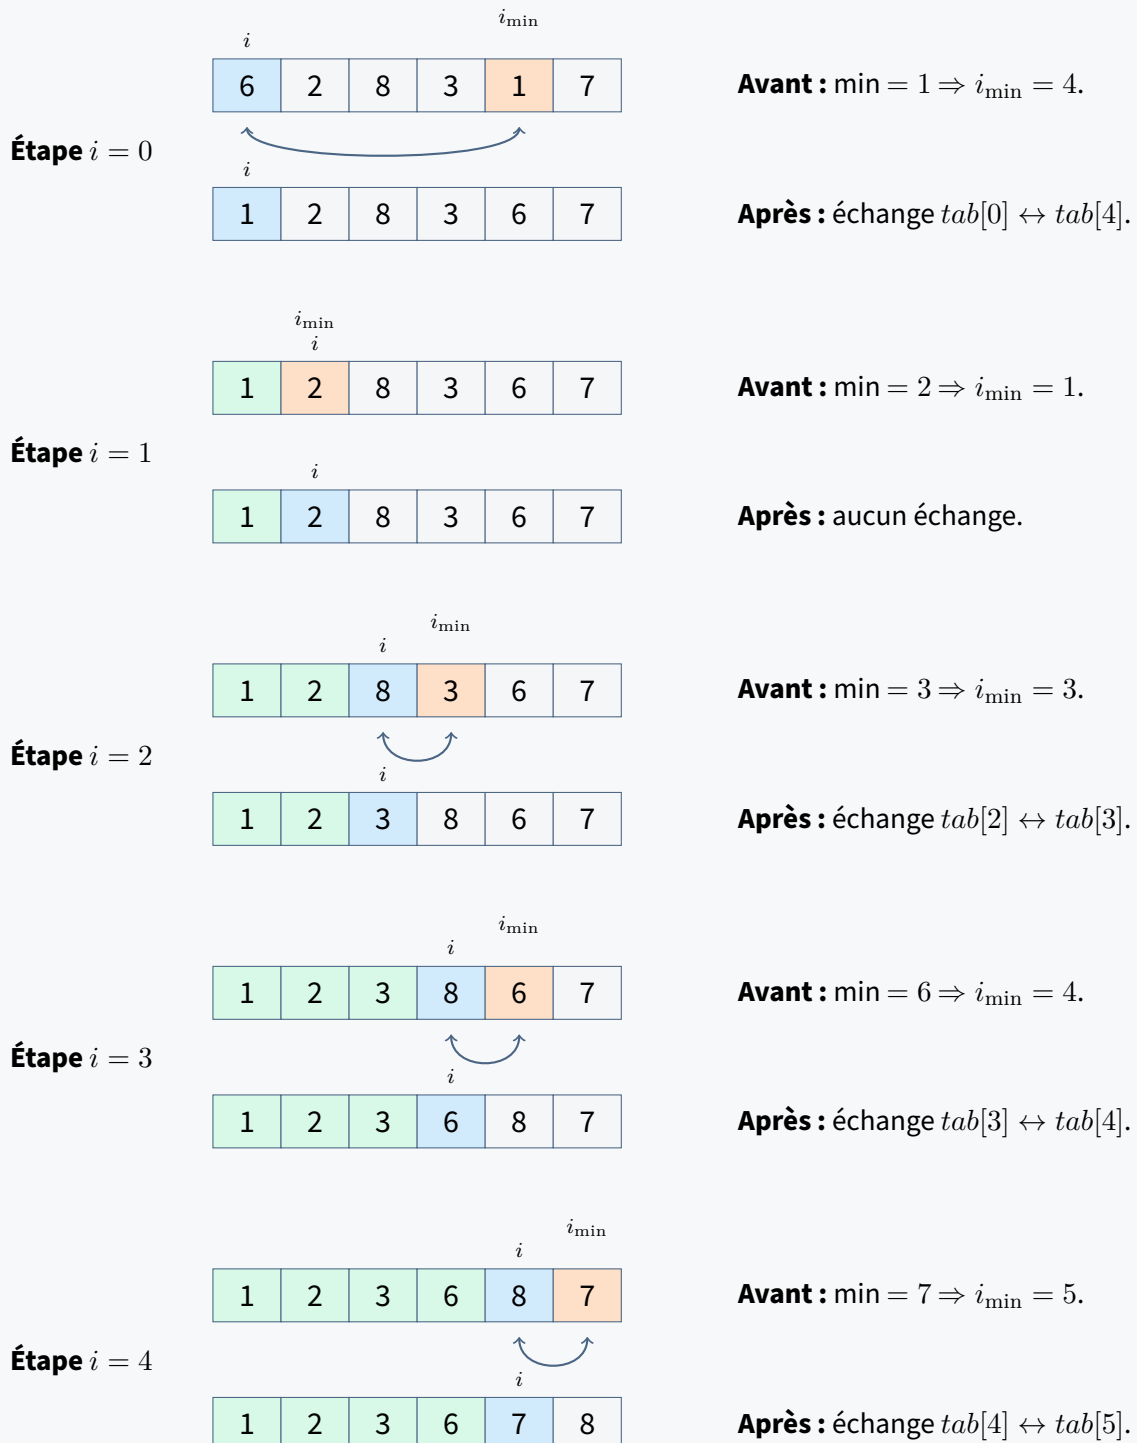 i_min
i
6 2 8 3 1 7
Avant : min = 1 ⇒ i_min = 4.
Étape i = 0
i
1 2 8 3 6 7
Après : échange tab[0] ↔ tab[4].
i_min
i
1 2 8 3 6 7
Avant : min = 2 ⇒ i_min = 1.
Étape i = 1
i
1 2 8 3 6 7
Après : aucun échange.
i_min
i
1 2 8 3 6 7
Avant : min = 3 ⇒ i_min = 3.
Étape i = 2
i
1 2 3 8 6 7
Après : échange tab[2] ↔ tab[3].
i_min
i
1 2 3 8 6 7
Avant : min = 6 ⇒ i_min = 4.
Étape i = 3
i
1 2 3 6 8 7
Après : échange tab[3] ↔ tab[4].
i_min
i
1 2 3 6 8 7
Avant : min = 7 ⇒ i_min = 5.
Étape i = 4
i
1 2 3 6 7 8
Après : échange tab[4] ↔ tab[5].